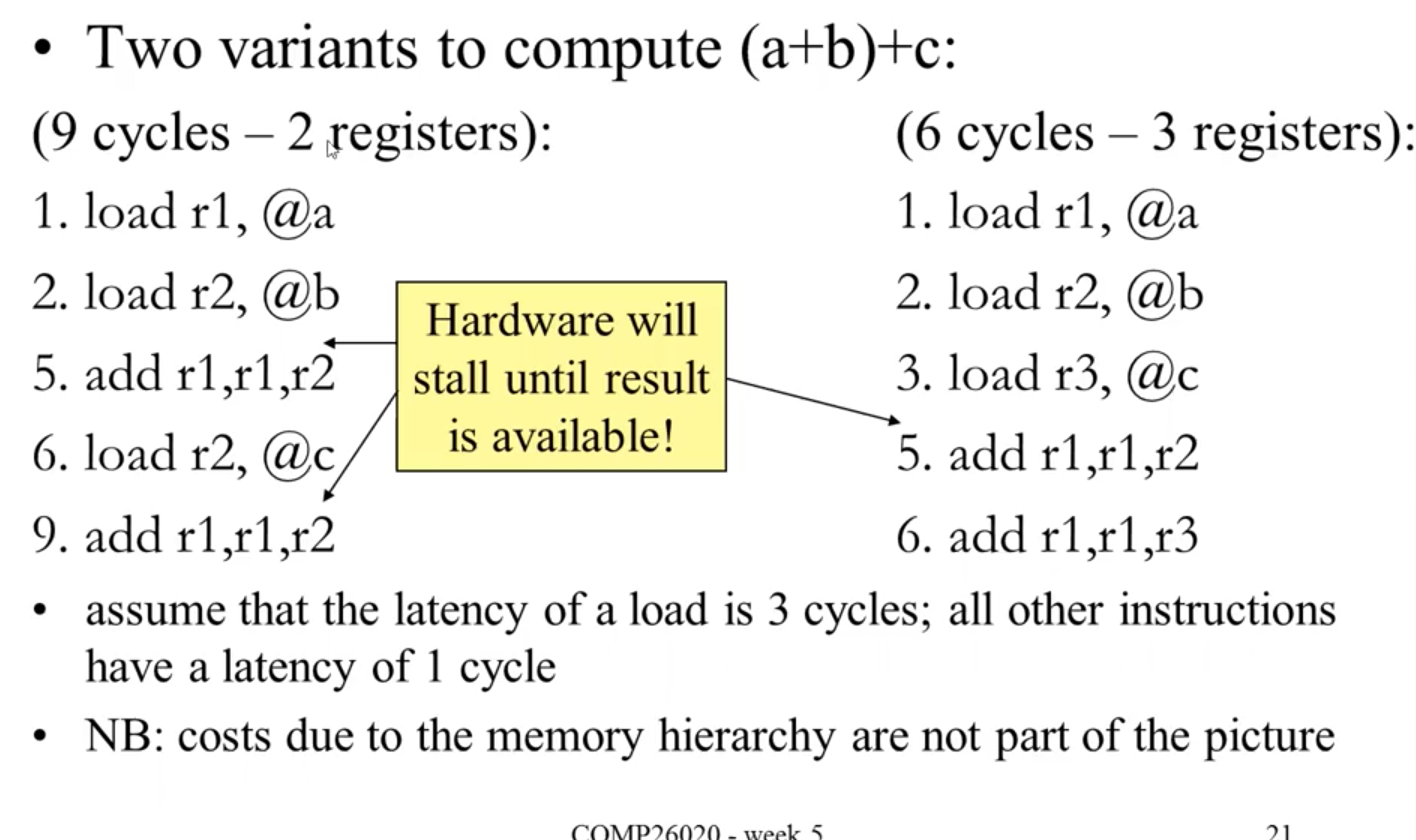 • Two variants to compute (a+b)+c:
(9 cycles – 2 registers):
1. load r1, @a
2. load r2, @b
5. add r1,r1,r2
6. load r2, @c
9. add r1,r1,r2
Hardware will
stall until result
is available!
(6 cycles – 3 registers):
1. load r1, @a
2. load r2, @b
3. load r3, @c
5. add r1,r1,r2
6. add r1,r1,r3
• assume that the latency of a load is 3 cycles; all other instructions
have a latency of 1 cycle
• NB: costs due to the memory hierarchy are not part of the picture
COMP26020 - week 5
21